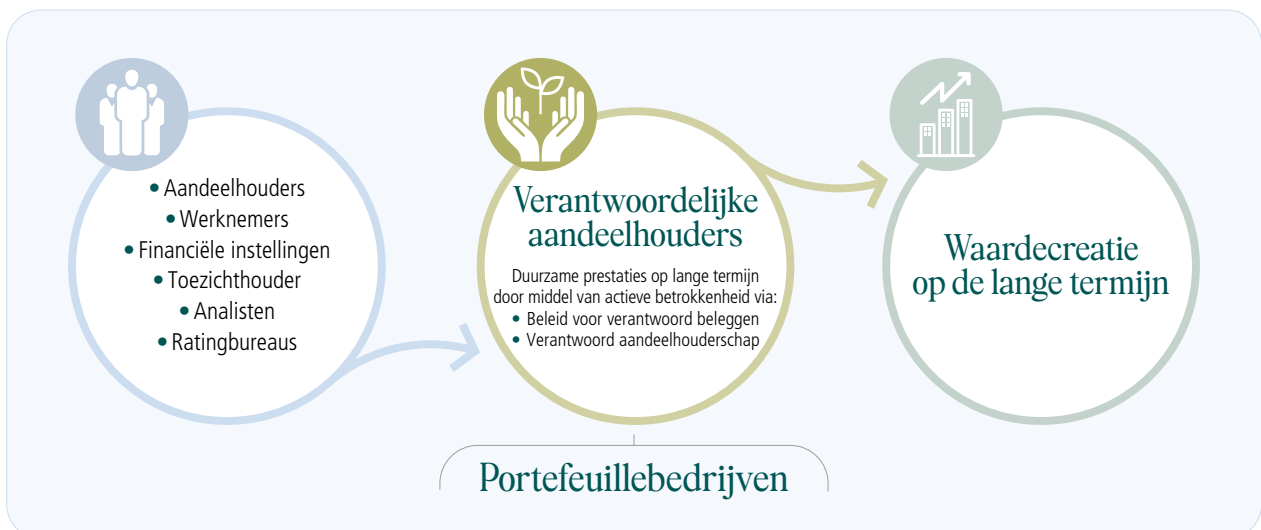 • Aandeelhouders
• Werknemers
• Financiële instellingen
• Toezichthouder
• Analisten
• Ratingbureaus
Verantwoordelijke
aandeelhouders
Duurzame prestaties op lange termijn
door middel van actieve betrokkenheid via:
• Beleid voor verantwoord beleggen
• Verantwoord aandeelhouderschap
Waardecreatie
op de lange termijn
Portefeuillebedrijven